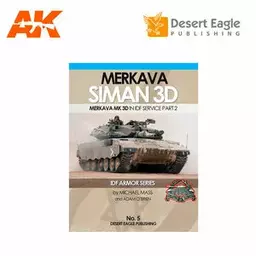 AK
Desert Eagle
PUBLISHING
MERKAVA
SIMAN 3D
MERKAVA MK 3D IN IDF SERVICE PART 2
IDF ARMOR SERIES
by MICHAEL MASS
and ADAM O'BRIEN
No. 5
DESERT EAGLE PUBLISHING